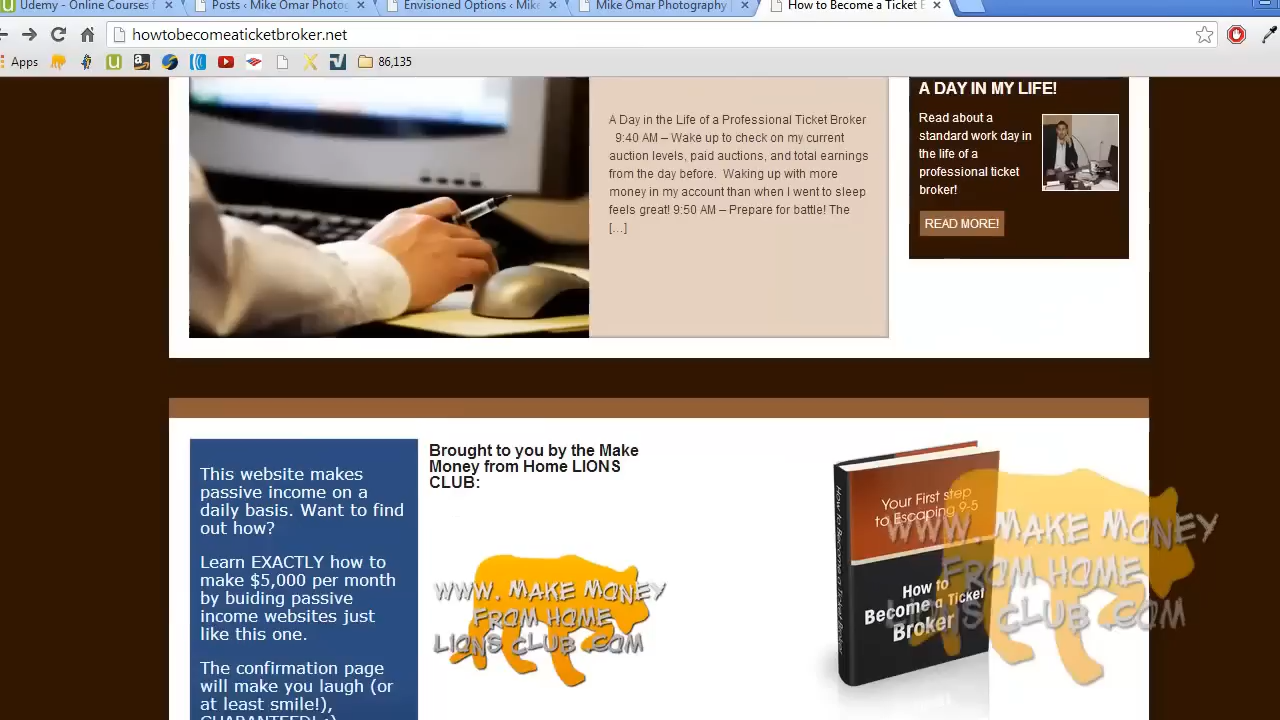 Udemy - Online Courses
Posts ‹ Mike Omar Photog
Envisioned Options ‹ Mik
Mike Omar Photography
How to Become a Ticket
howtobecomeaticketbroker.net
Apps
86,135
A Day in the Life of a Professional Ticket Broker
9:40 AM – Wake up to check on my current
auction levels, paid auctions, and total earnings
from the day before. Waking up with more
money in my account than when I went to sleep
feels great! 9:50 AM – Prepare for battle! The
[...]
A DAY IN MY LIFE!
Read about a
standard work day in
the life of a
professional ticket
broker!
READ MORE!
This website makes
passive income on a
daily basis. Want to find
out how?
Learn EXACTLY how to
make $5,000 per month
by buiding passive
income websites just
like this one.
The confirmation page
will make you laugh (or
at least smile!),
GUARANTEED! :)
Brought to you by the Make
Money from Home LIONS
CLUB:
WWW. MAKE MONEY
FROM HOME
LIONS CLUB .COM
How to Become a Ticket Broker
Your First step
to Escaping 9-5
How to
Become a Ticket
Broker
WWW. MAKE MONEY
FROM HOME
LIONS CLUB .COM